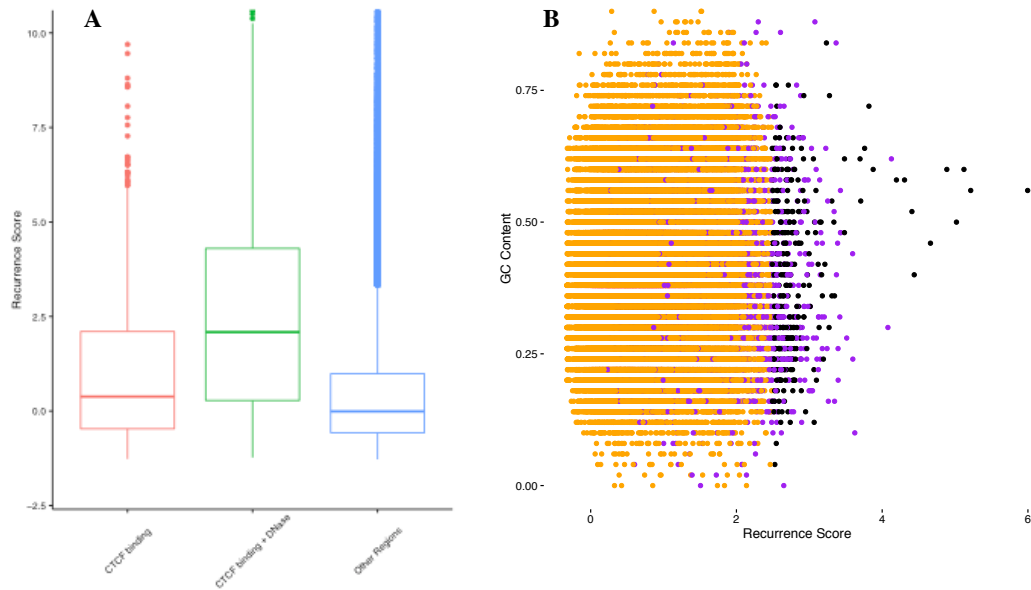 A
Recurrence Score
10.0
7.5
5.0
2.5
0.0
−2.5
CTCF binding
CTCF binding + DNase
Other Regions
B
GC Content
0.75
0.50
0.25
0.00
0
2
4
6
Recurrence Score